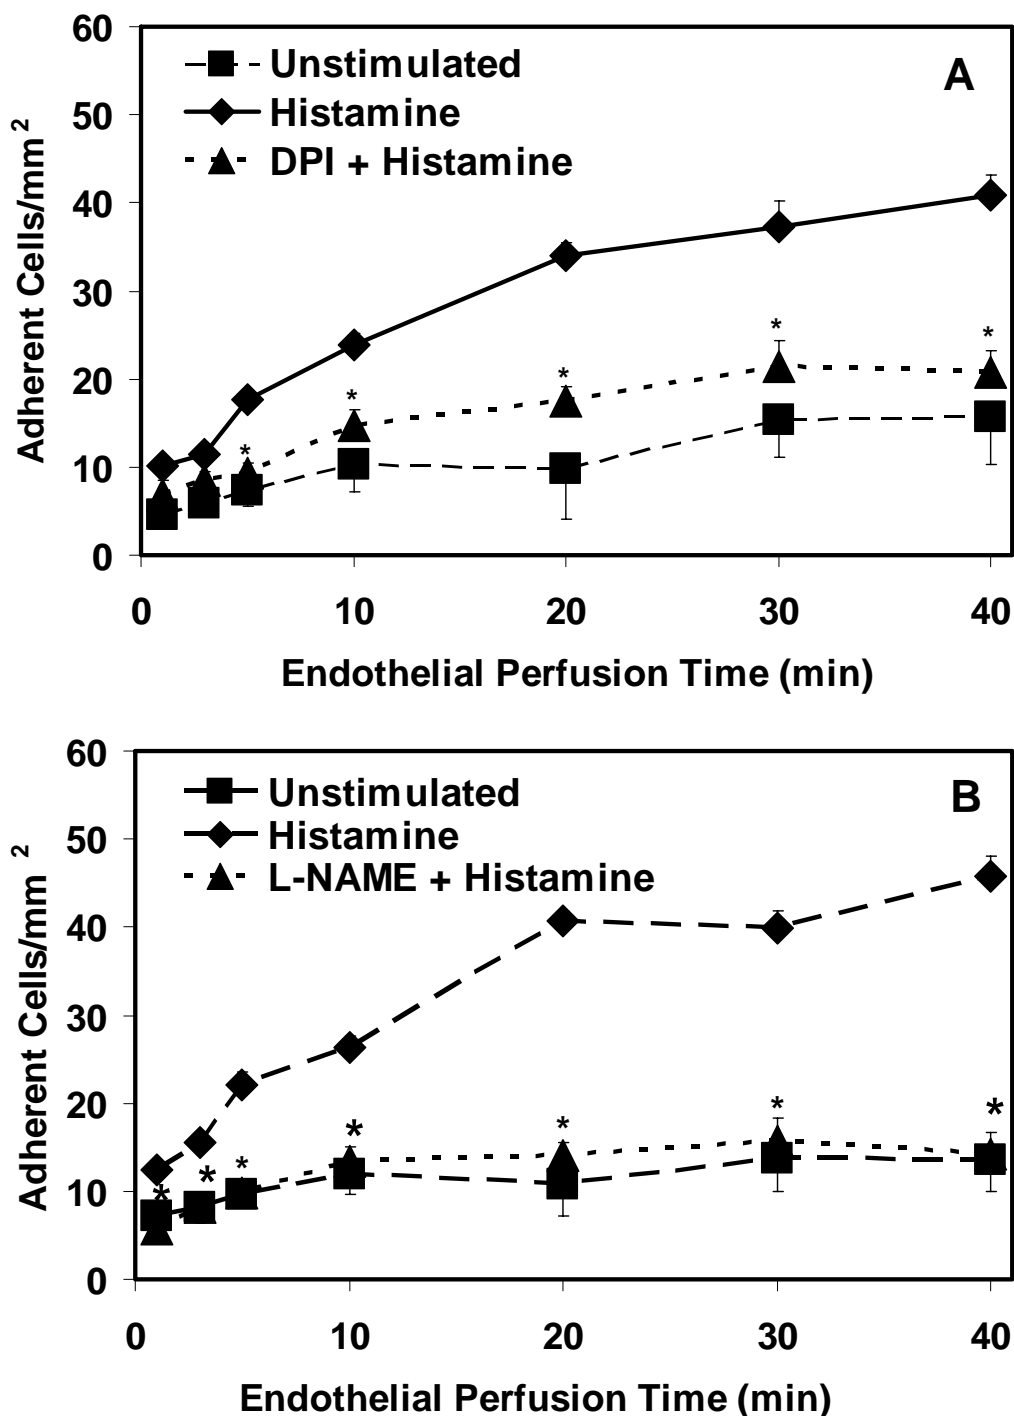 60
Unstimulated
A
50
Histamine
DPI + Histamine
40
30
20
10
0
Adherent Cells/mm2
* * * * *
0 10 20 30 40
Endothelial Perfusion Time (min)
60
Unstimulated
B
50
Histamine
L-NAME + Histamine
40
30
20
10
0
Adherent Cells/mm 2
* * * * * * *
0 10 20 30 40
Endothelial Perfusion Time (min)